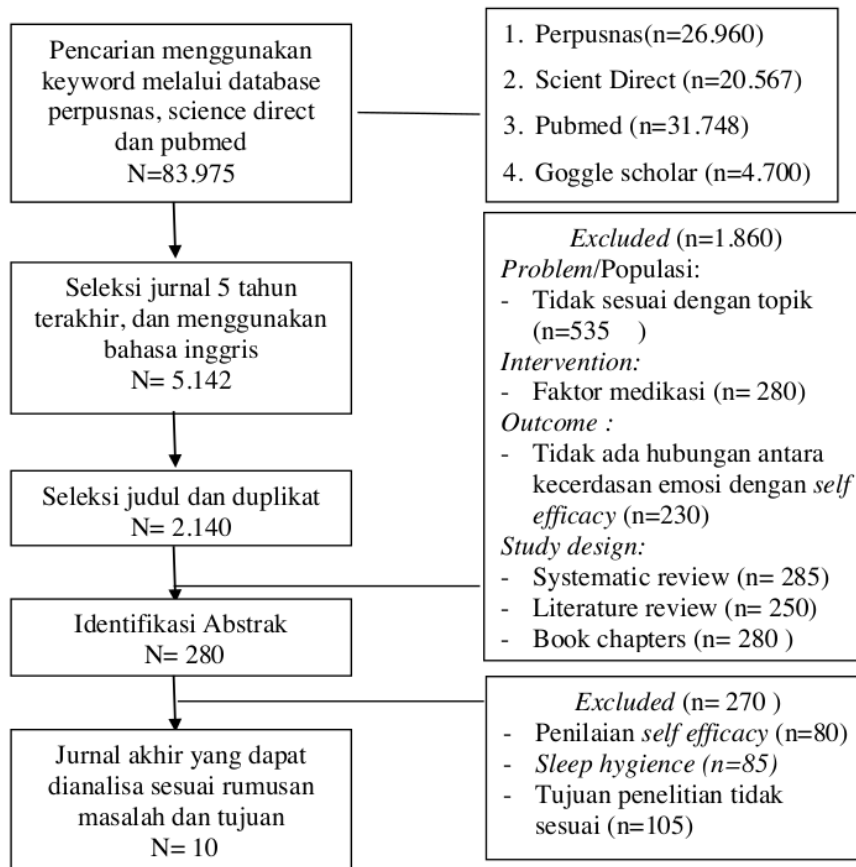 Pencarian menggunakan
keyword melalui database
perpusnas, science direct
dan pubmed
N=83.975
1. Perpusnas(n=26.960)
2. Scient Direct (n=20.567)
3. Pubmed (n=31.748)
4. Goggle scholar (n=4.700)
Seleksi jurnal 5 tahun
terakhir, dan menggunakan
bahasa inggris
N= 5.142
Seleksi judul dan duplikat
N= 2.140
Excluded (n=1.860)
Problem/Populasi:
- Tidak sesuai dengan topik
(n=535 )
Intervention:
- Faktor medikasi (n= 280)
Outcome :
- Tidak ada hubungan antara
kecerdasan emosi dengan self
efficacy (n=230)
Study design:
- Systematic review (n= 285)
- Literature review (n= 250)
- Book chapters (n= 280 )
Identifikasi Abstrak
N= 280
Excluded (n= 270 )
- Penilaian self efficacy (n=80)
- Sleep hygience (n=85)
- Tujuan penelitian tidak
sesuai (n=105)
Jurnal akhir yang dapat
dianalisa sesuai rumusan
masalah dan tujuan
N= 10